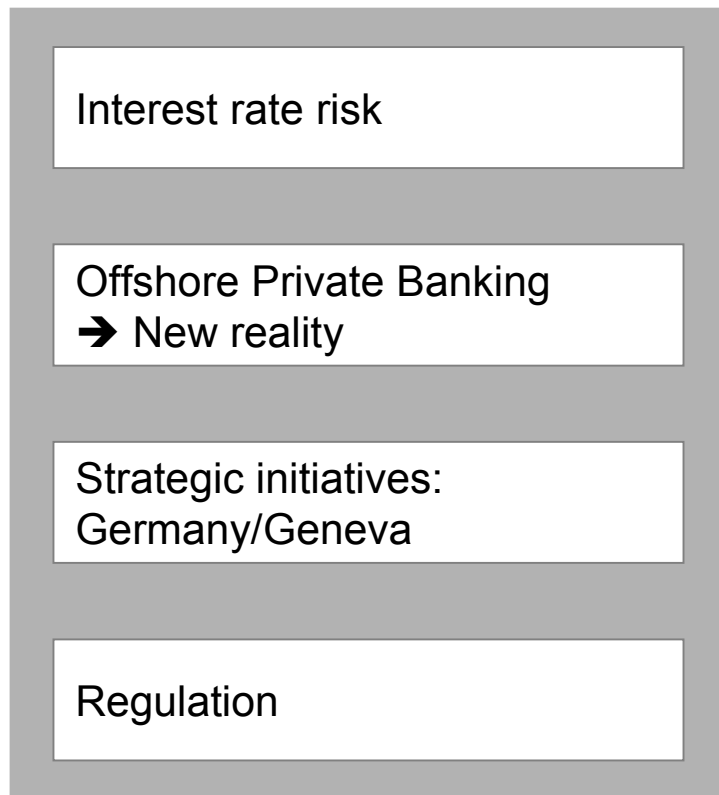 Interest rate risk
Offshore Private Banking
➔ New reality
Strategic initiatives:
Germany/Geneva
Regulation